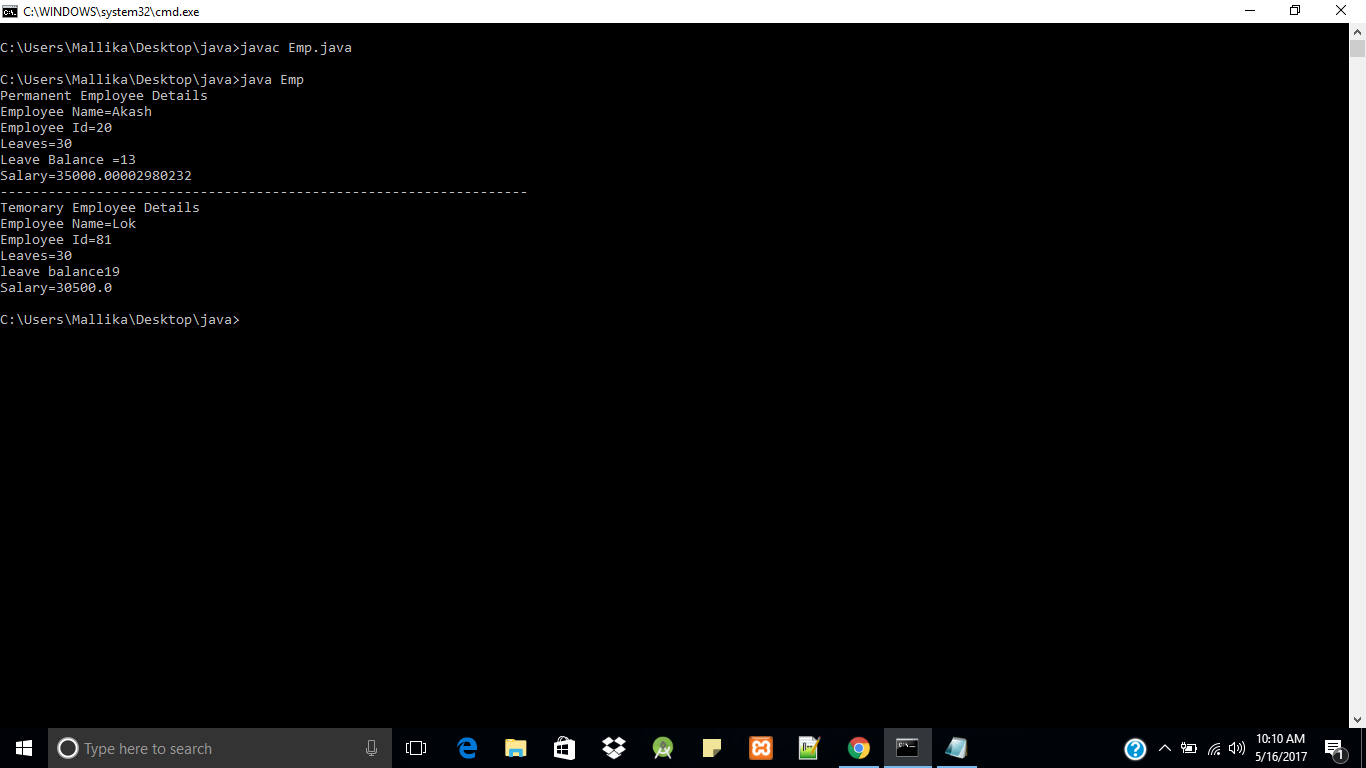 C:\WINDOWS\system32\cmd.exe
C:\Users\Mallika\Desktop\java>javac Emp.java
C:\Users\Mallika\Desktop\java>java Emp
Permanent Employee Details
Employee Name=Akash
Employee Id=20
Leaves=30
Leave Balance =13
Salary=35000.00002980232
------------------------------------------------------------------
Temorary Employee Details
Employee Name=Lok
Employee Id=81
Leaves=30
leave balance19
Salary=30500.0
C:\Users\Mallika\Desktop\java>
Type here to search
10:10 AM
5/16/2017
1